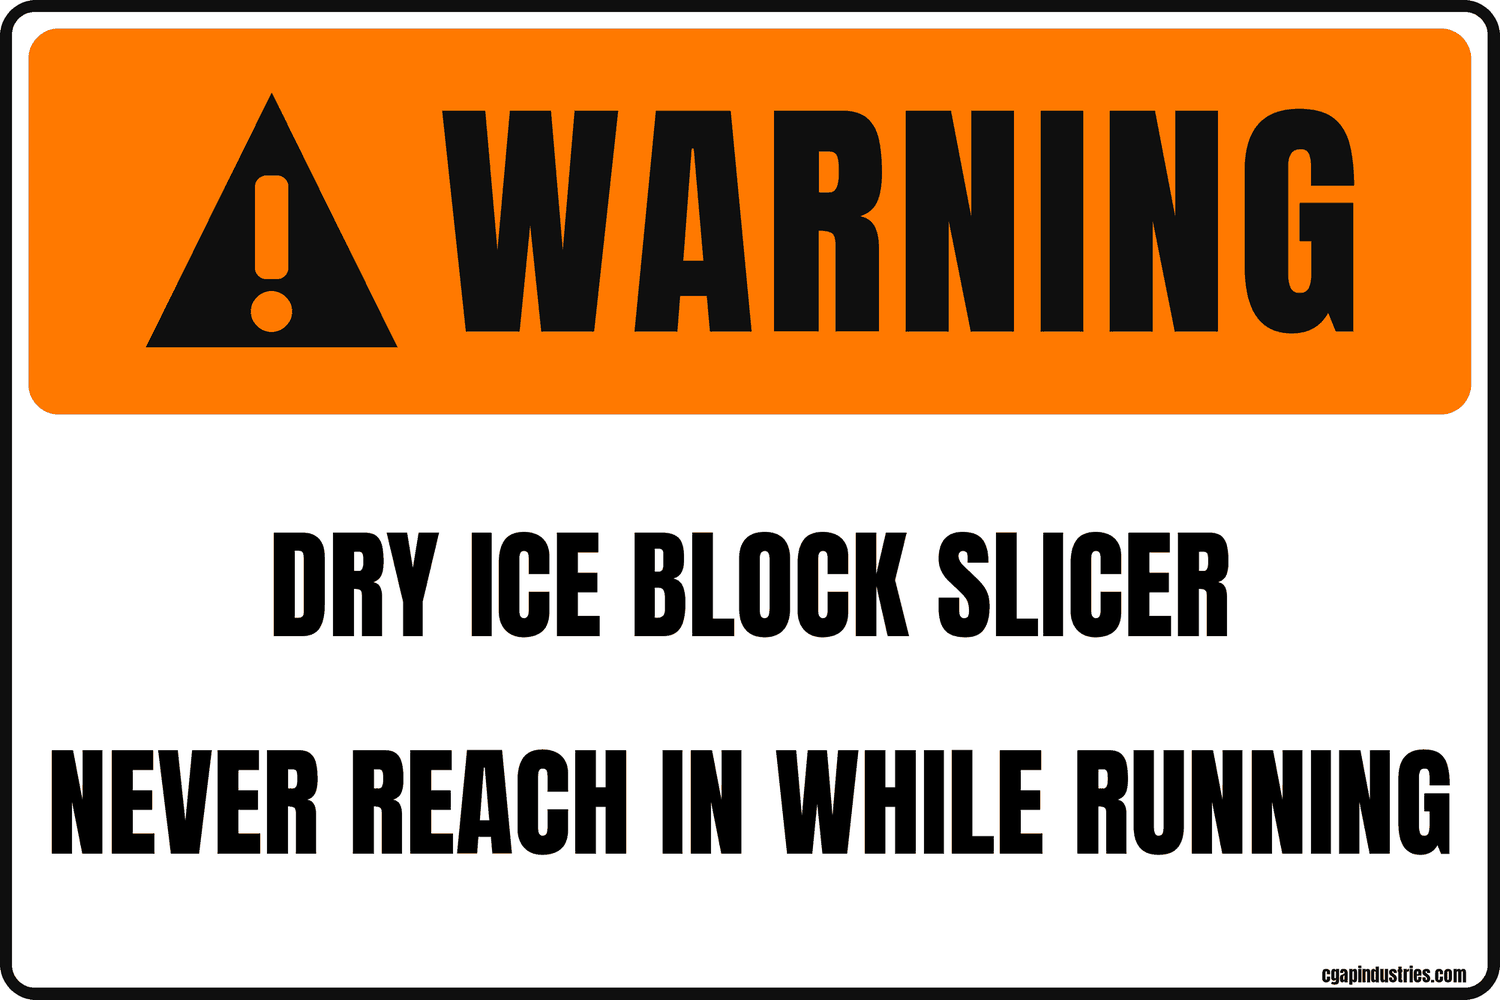 WARNING
DRY ICE BLOCK SLICER
NEVER REACH IN WHILE RUNNING
cgapindustries.com